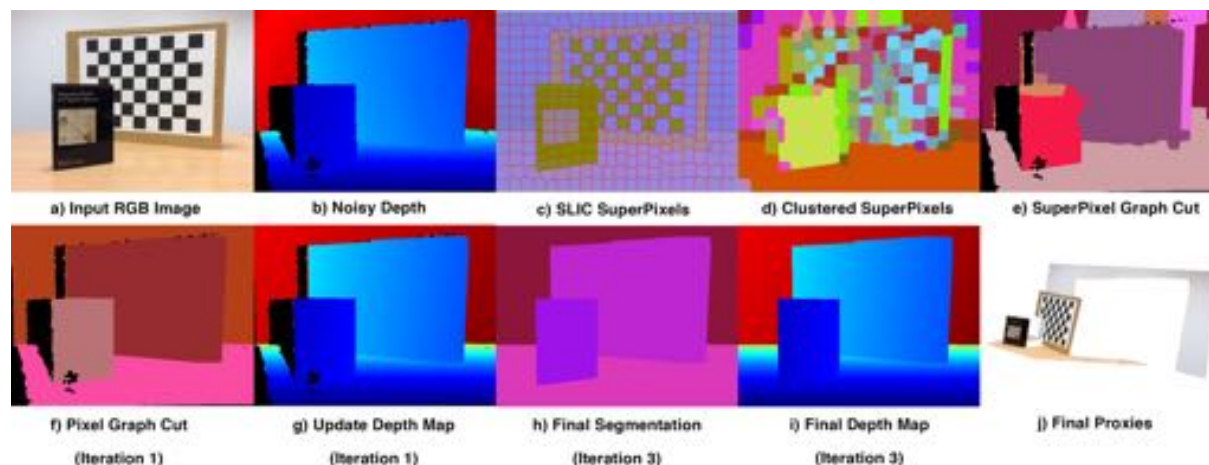 a) Input RGB Image
b) Noisy Depth
c) SLIC SuperPixels
d) Clustered SuperPixels
e) SuperPixel Graph Cut
f) Pixel Graph Cut
g) Update Depth Map
h) Final Segmentation
i) Final Depth Map
j) Final Proxies
(Iteration 1)
(Iteration 1)
(Iteration 3)
(Iteration 3)